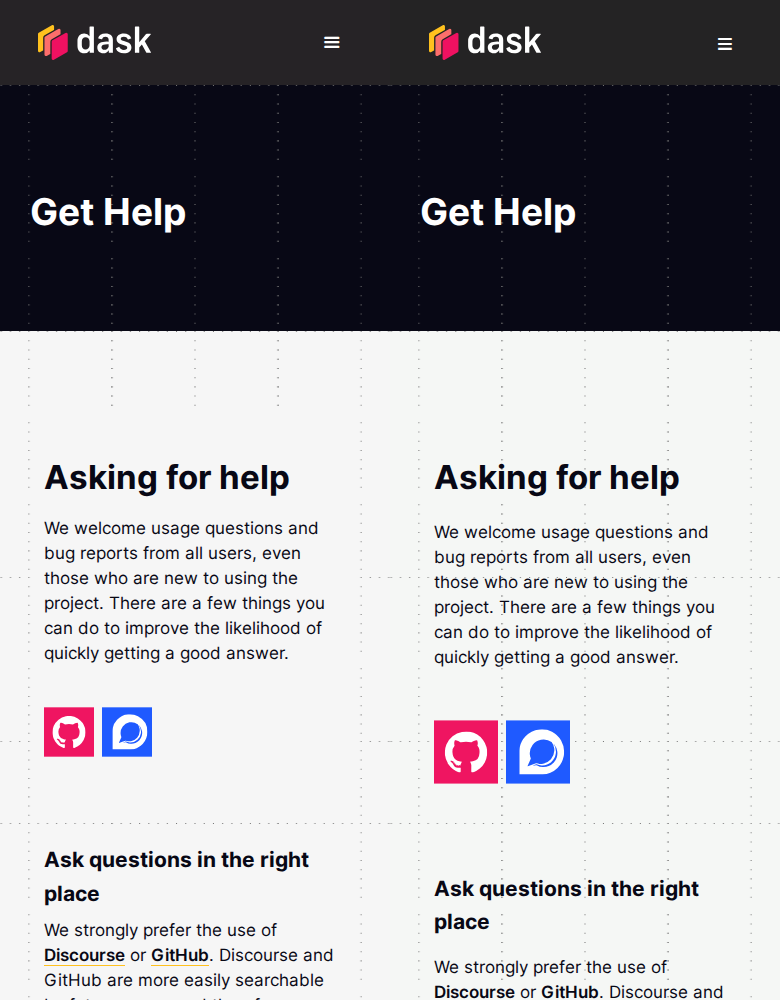 dask
Get Help
Asking for help
We welcome usage questions and
bug reports from all users, even
those who are new to using the
project. There are a few things you
can do to improve the likelihood of
quickly getting a good answer.
Ask questions in the right
place
We strongly prefer the use of
Discourse or GitHub. Discourse and
GitHub are more easily searchable
dask
Get Help
Asking for help
We welcome usage questions and
bug reports from all users, even
those who are new to using the
project. There are a few things you
can do to improve the likelihood of
quickly getting a good answer.
Ask questions in the right
place
We strongly prefer the use of
Discourse or GitHub. Discourse and